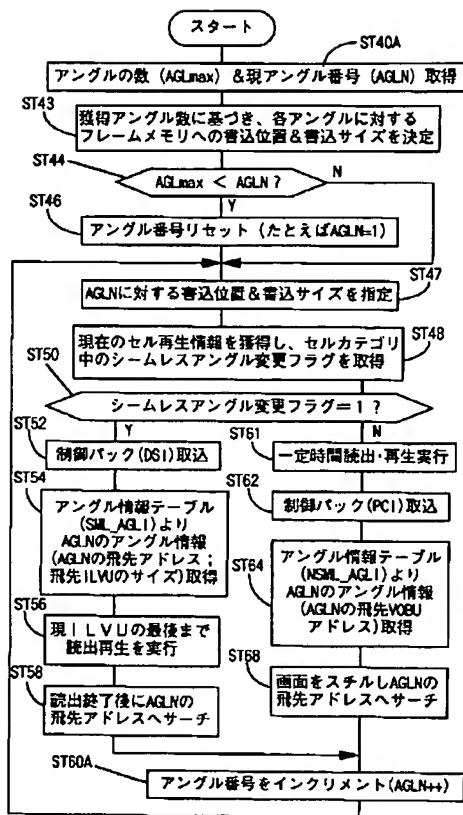 スタート
ST40A
アングルの数（AGLmax）＆現アングル番号（AGLN）取得
ST43
獲得アングル数に基づき、各アングルに対する
フレームメモリへの書込位置＆書込サイズを決定
ST44
AGLmax ＜ AGLN？
N
Y
ST46
アングル番号リセット（たとえばAGLN=1）
ST47
AGLNに対する書込位置＆書込サイズを指定
ST48
現在のセル再生情報を獲得し、セルカテゴリ
中のシームレスアングル変更フラグを取得
ST50
シームレスアングル変更フラグ＝1？
Y
N
ST52
制御パック(DSI)取込
ST61
一定時間読出・再生実行
ST54
アングル情報テーブル
(SML_AGLI)より
AGLNのアングル情報
(AGLNの飛先アドレス；
飛先ILVUのサイズ)取得
ST62
制御パック(PCI)取込
ST64
アングル情報テーブル
(NSML_AGLI)より
AGLNのアングル情報
(AGLNの飛先VOBU
アドレス)取得
ST56
現ＩＬＶＵの最後まで
読出再生を実行
ST58
読出終了後にAGLNの
飛先アドレスへサーチ
ST68
画面をスチルしAGLNの
飛先アドレスへサーチ
ST60A
アングル番号をインクリメント(AGLN++)